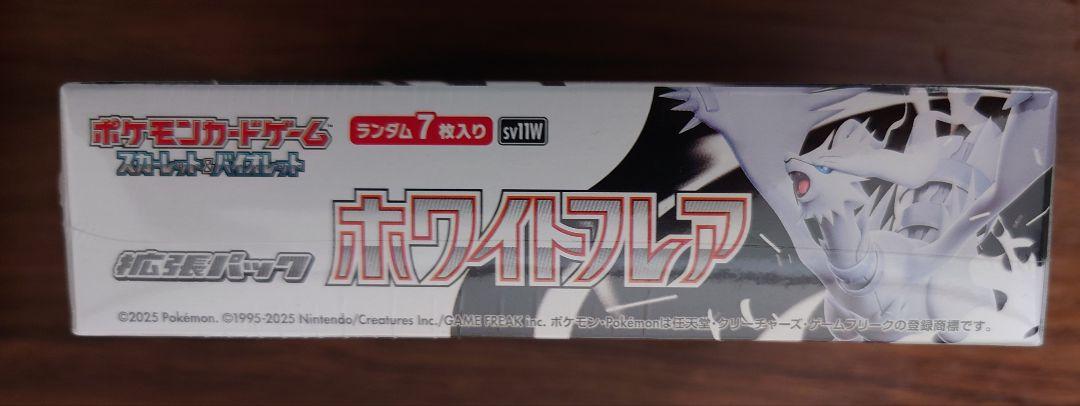 ポケモンカードゲーム™
スカーレット&バイオレット
ランダム7枚入り
sv11W
拡張パック
ホワイトフレア
©2025 Pokémon. ©1995-2025 Nintendo/Creatures Inc./GAME FREAK inc. ポケモン・Pokémonは任天堂・クリーチャーズ・ゲームフリークの登録商標です。